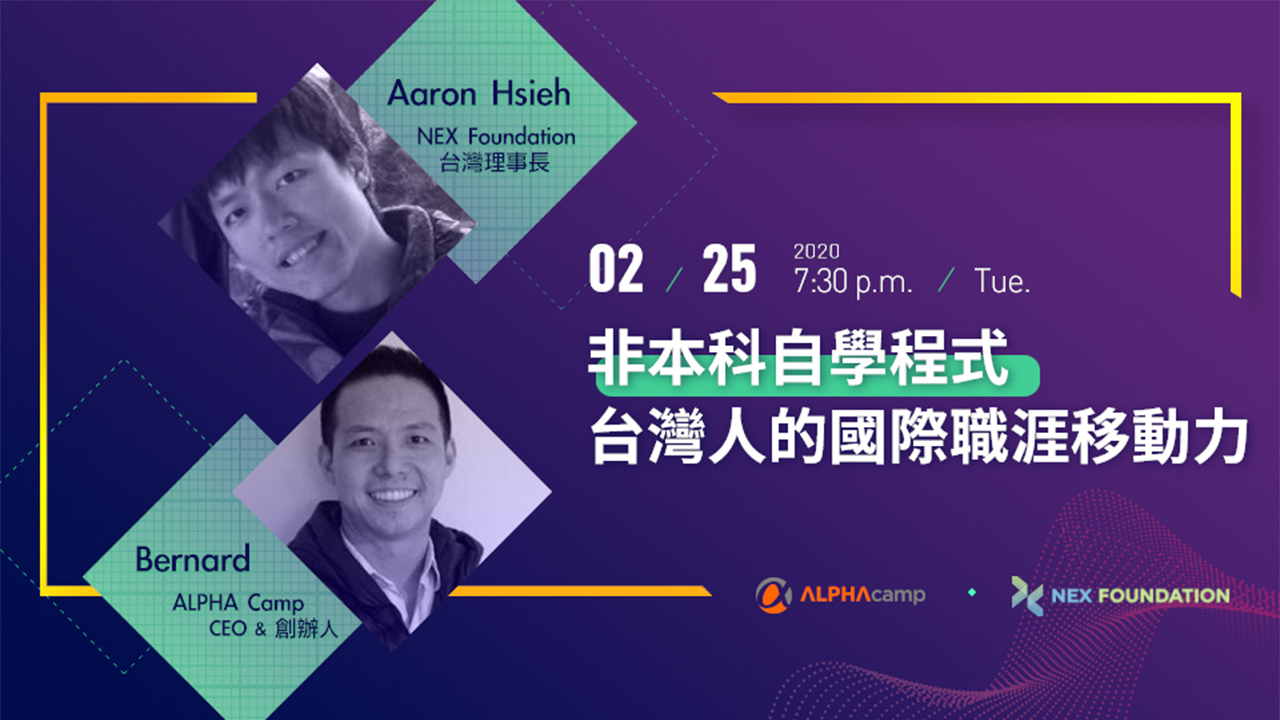 Aaron Hsieh
NEX Foundation
台灣理事長
02 / 25
2020
7:30 p.m. / Tue.
非本科自學程式
台灣人的國際職涯移動力
Bernard
ALPHA Camp
CEO & 創辦人
ALPHAcamp
NEX FOUNDATION